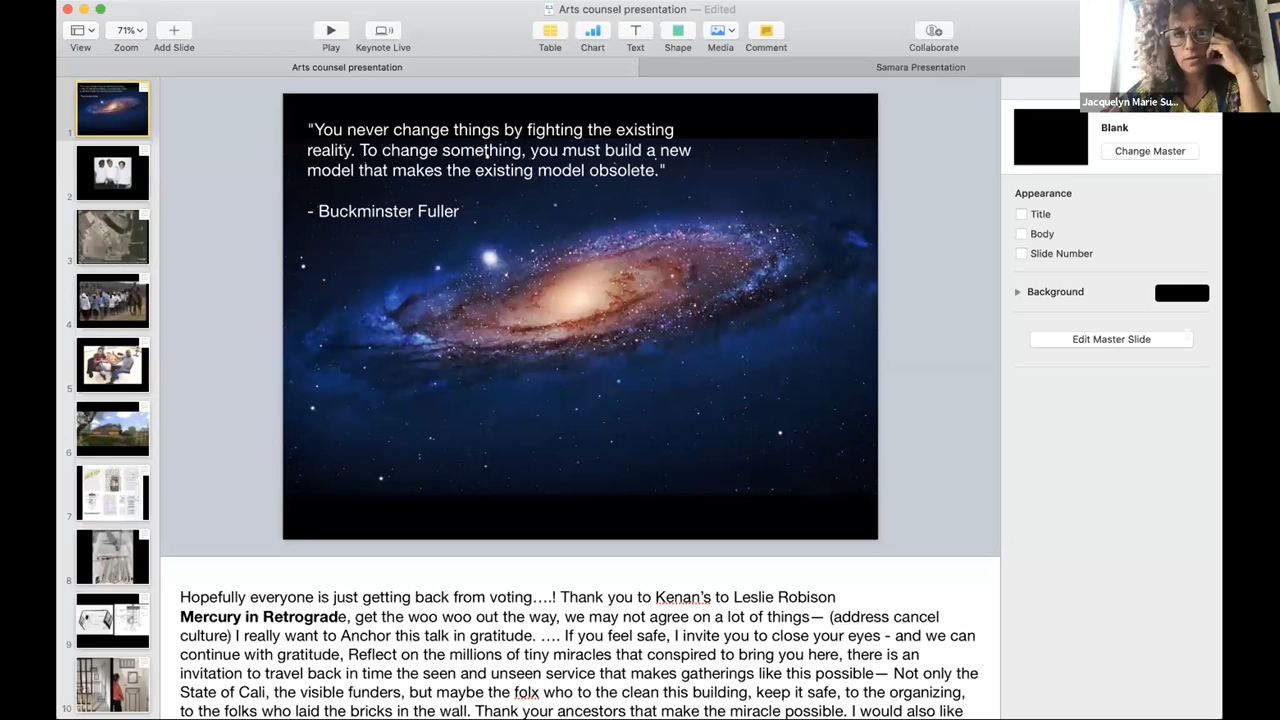 Arts counsel presentation — Edited
71%
View
Zoom
Add Slide
Play
Keynote Live
Table
Chart
Text
Shape
Media
Comment
Collaborate
Arts counsel presentation
Samara Presentation
Jacquelyn Marie Su...
1
2
3
4
5
6
7
8
9
10
"You never change things by fighting the existing
reality. To change something, you must build a new
model that makes the existing model obsolete."
- Buckminster Fuller
Blank
Change Master
Appearance
Title
Body
Slide Number
Background
Edit Master Slide
Hopefully everyone is just getting back from voting….! Thank you to Kenan's to Leslie Robison
Mercury in Retrograde, get the woo woo out the way, we may not agree on a lot of things— (address cancel
culture) I really want to Anchor this talk in gratitude. …. If you feel safe, I invite you to close your eyes - and we can
continue with gratitude, Reflect on the millions of tiny miracles that conspired to bring you here, there is an
invitation to travel back in time the seen and unseen service that makes gatherings like this possible— Not only the
State of Cali, the visible funders, but maybe the folx who to the clean this building, keep it safe, to the organizing,
to the folks who laid the bricks in the wall. Thank your ancestors that make the miracle possible. I would also like